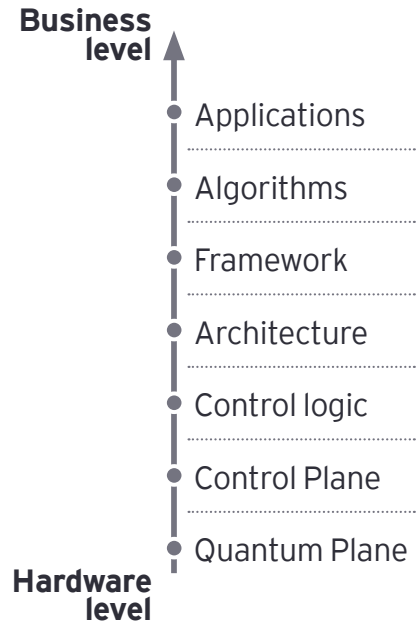 Business
level
Applications
Algorithms
Framework
Architecture
Control logic
Control Plane
Quantum Plane
Hardware
level